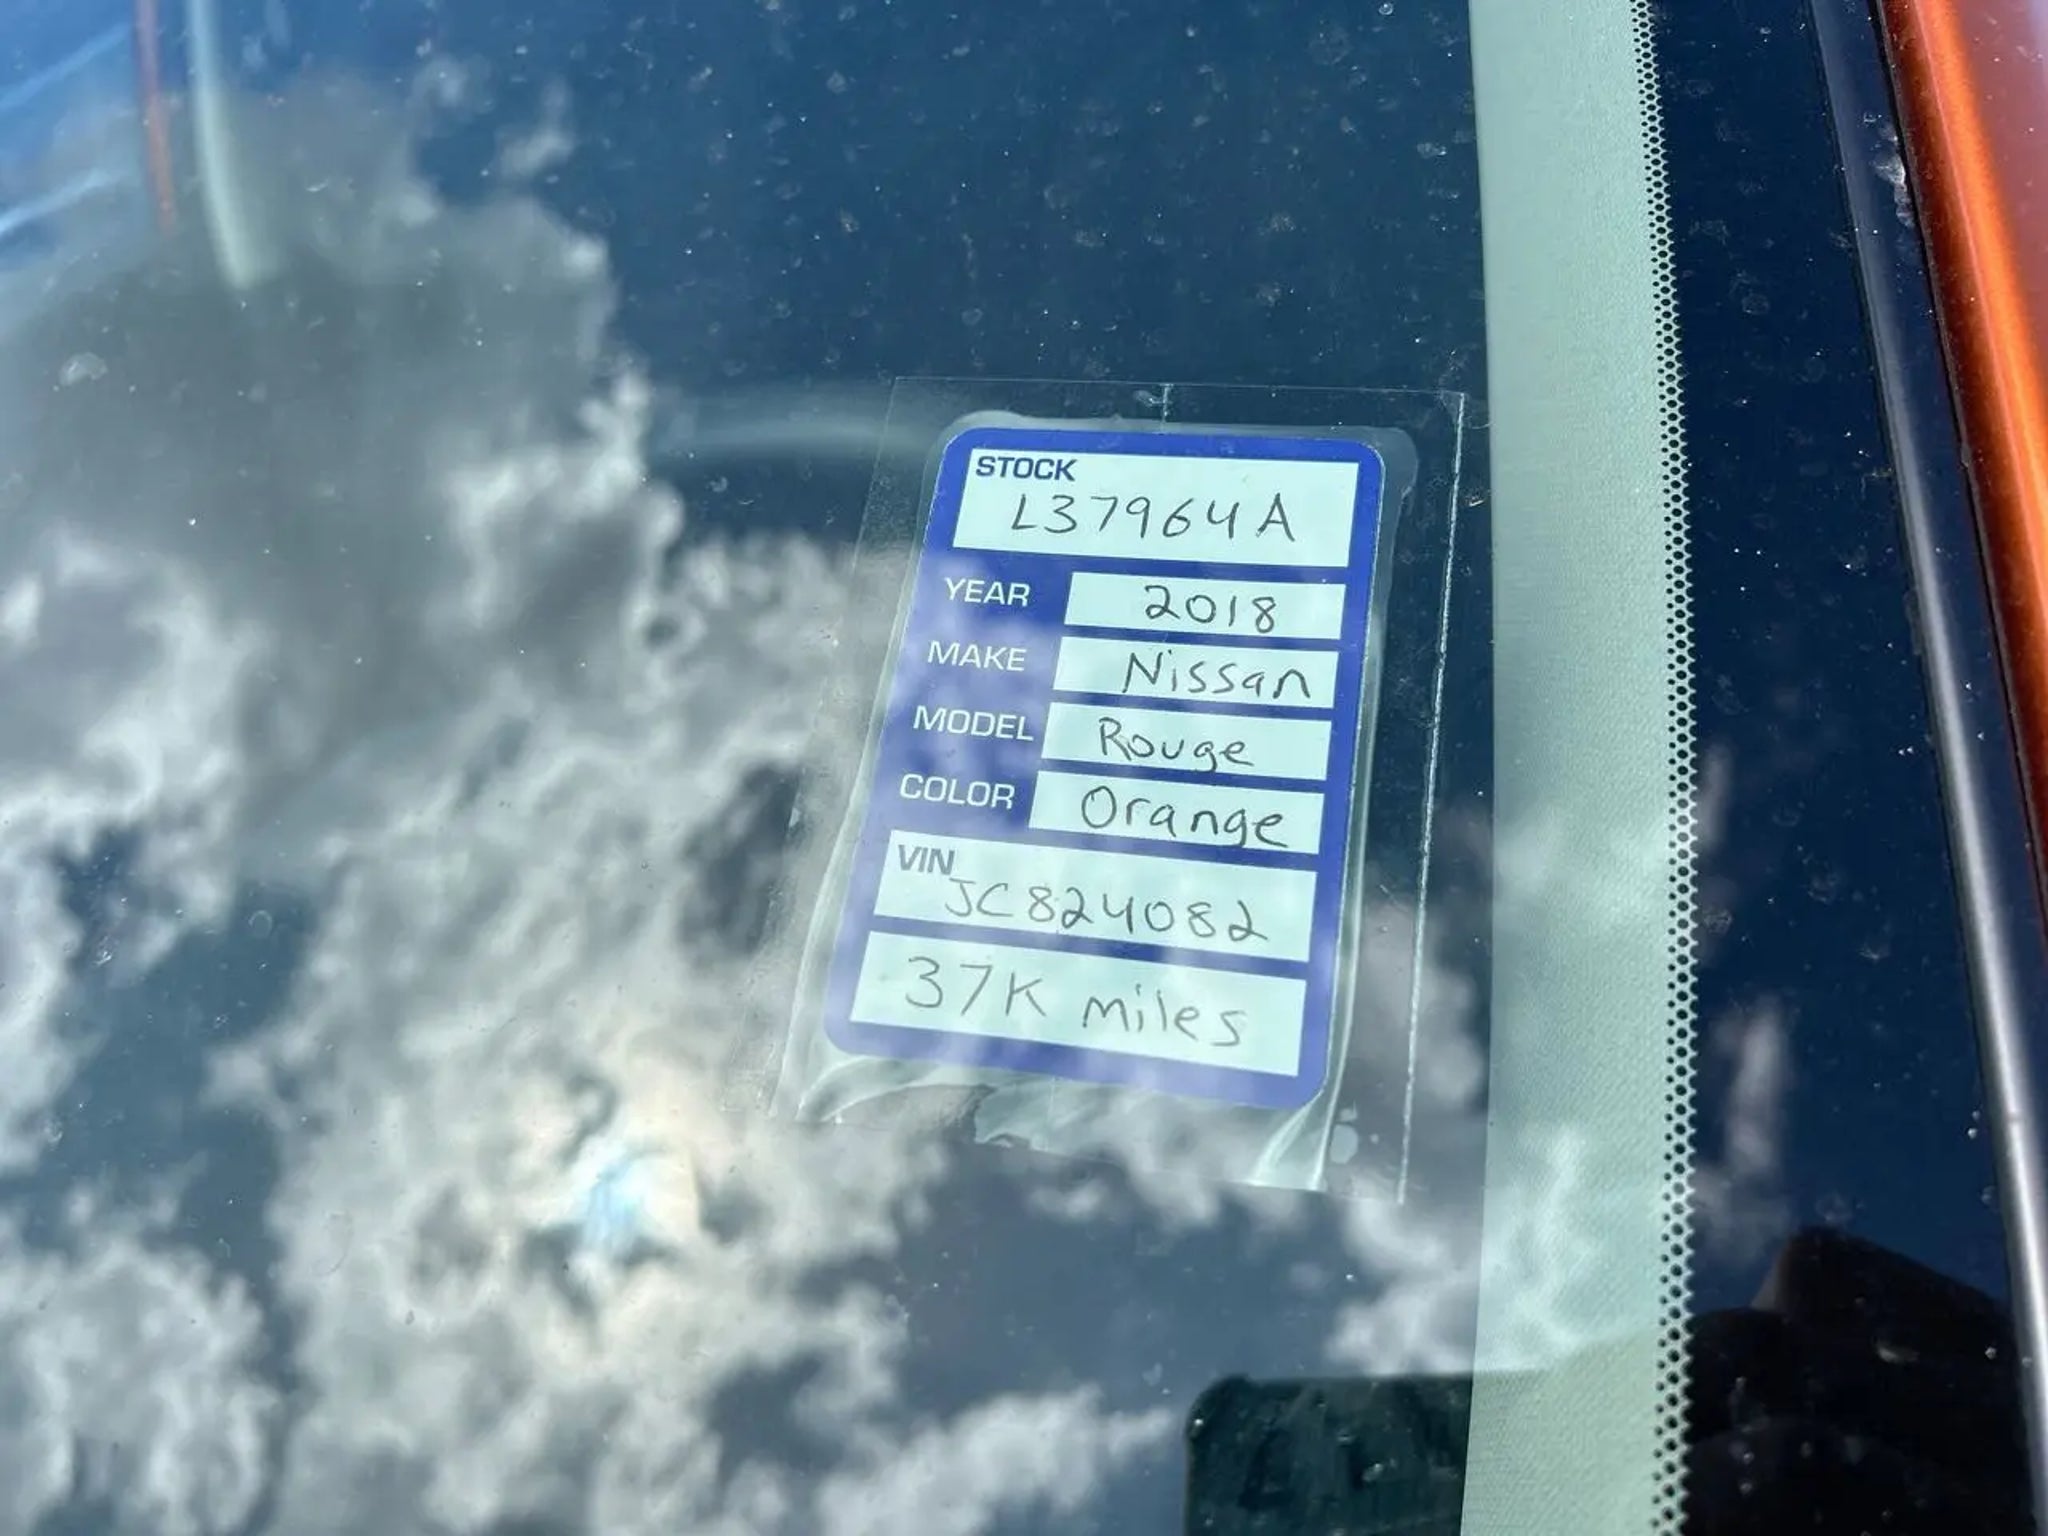 STOCK
L37964A
YEAR 2018
MAKE Nissan
MODEL Rouge
COLOR Orange
VIN
JC824082
37K miles